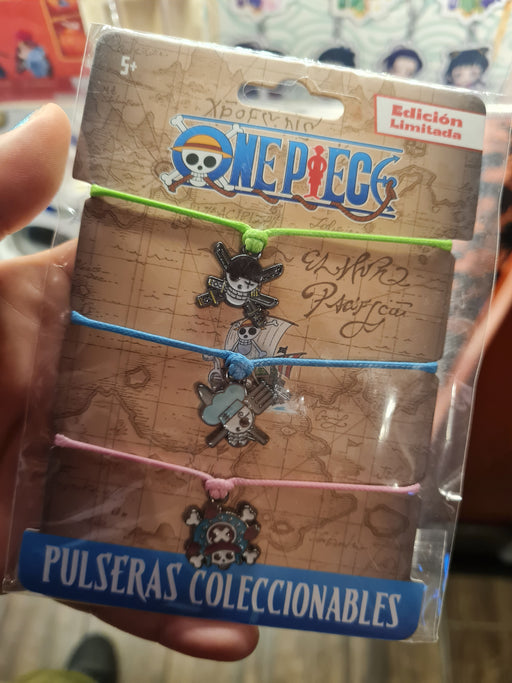 5+
Edición
Limitada
ONE PIECE
PULSERAS COLECCIONABLES